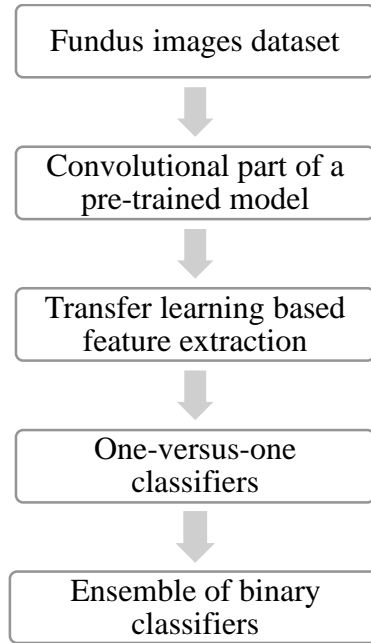 Fundus images dataset
Convolutional part of a
pre-trained model
Transfer learning based
feature extraction
One-versus-one
classifiers
Ensemble of binary
classifiers